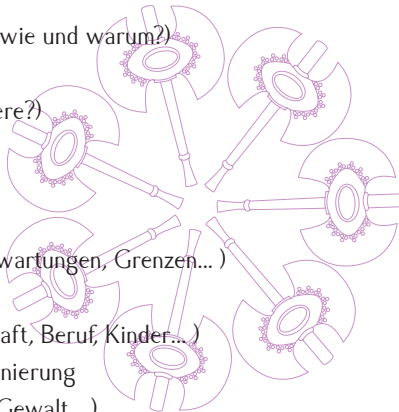 wie und warum?)
ere?)
wartungen, Grenzen... )
aft, Beruf, Kinder... )
nierung
Gewalt... )